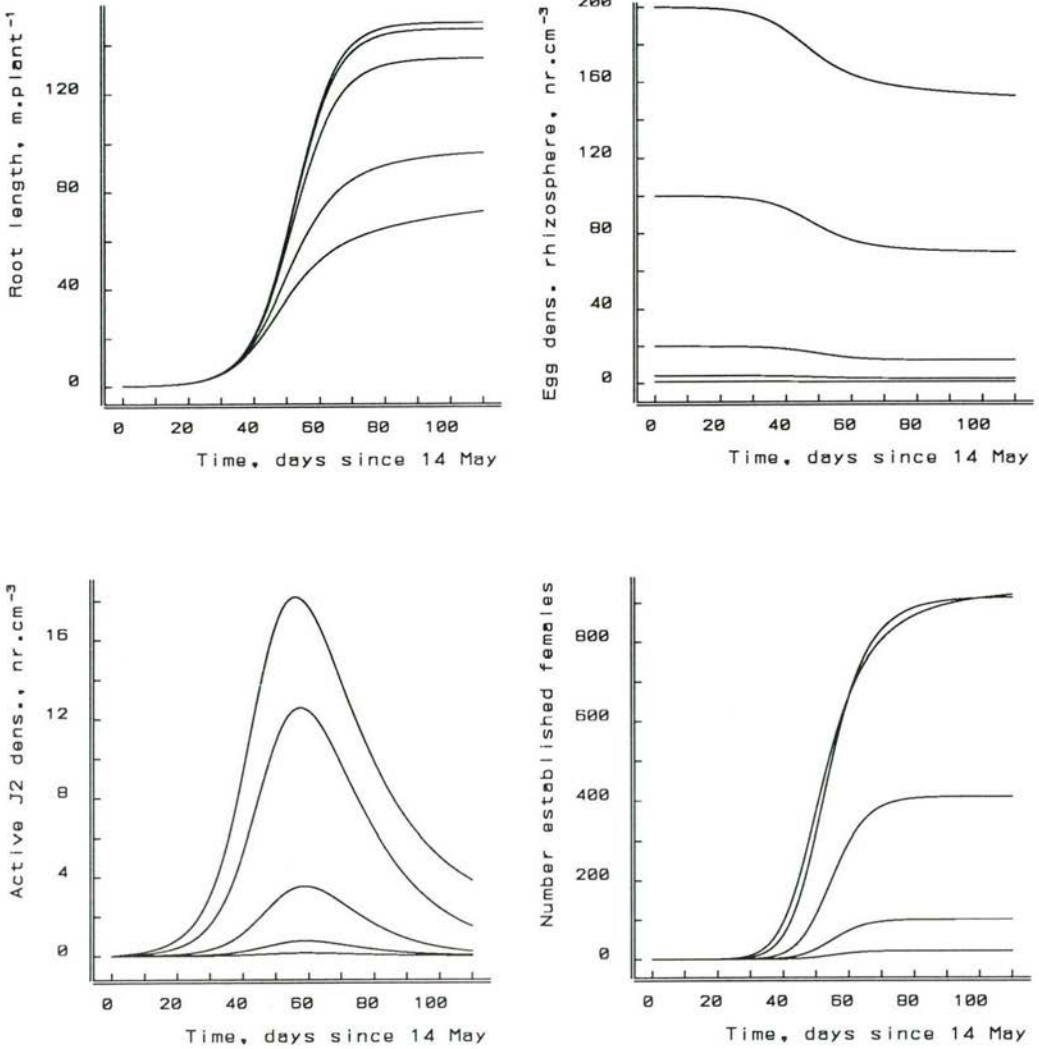 Root length, m.plant⁻¹
120
80
40
0
0 20 40 60 80 100
Time, days since 14 May
Egg dens. rhizosphere, nr.cm⁻³
200
160
120
80
40
0
0 20 40 60 80 100
Time, days since 14 May
Active J2 dens., nr.cm⁻³
16
12
8
4
0
0 20 40 60 80 100
Time, days since 14 May
Number established females
800
600
400
200
0
0 20 40 60 80 100
Time, days since 14 May